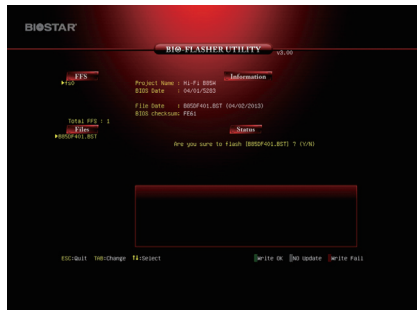 BIOSTAR
BIO-FLASHER UTILITY v3.00
FFS
▶fs0
Information
Project Name : Hi-Fi B85W
BIOS Date : 04/01/5203
File Date : B85DF401.BST (04/02/2013)
BIOS checksum: FE61
Total FFS : 1
Files
▶B85DF401.BST
Status
Are you sure to flash [B85DF401.BST] ? (Y/N)
ESC:Quit TAB:Change ↑↓:Select
Write OK NO Update Write Fail